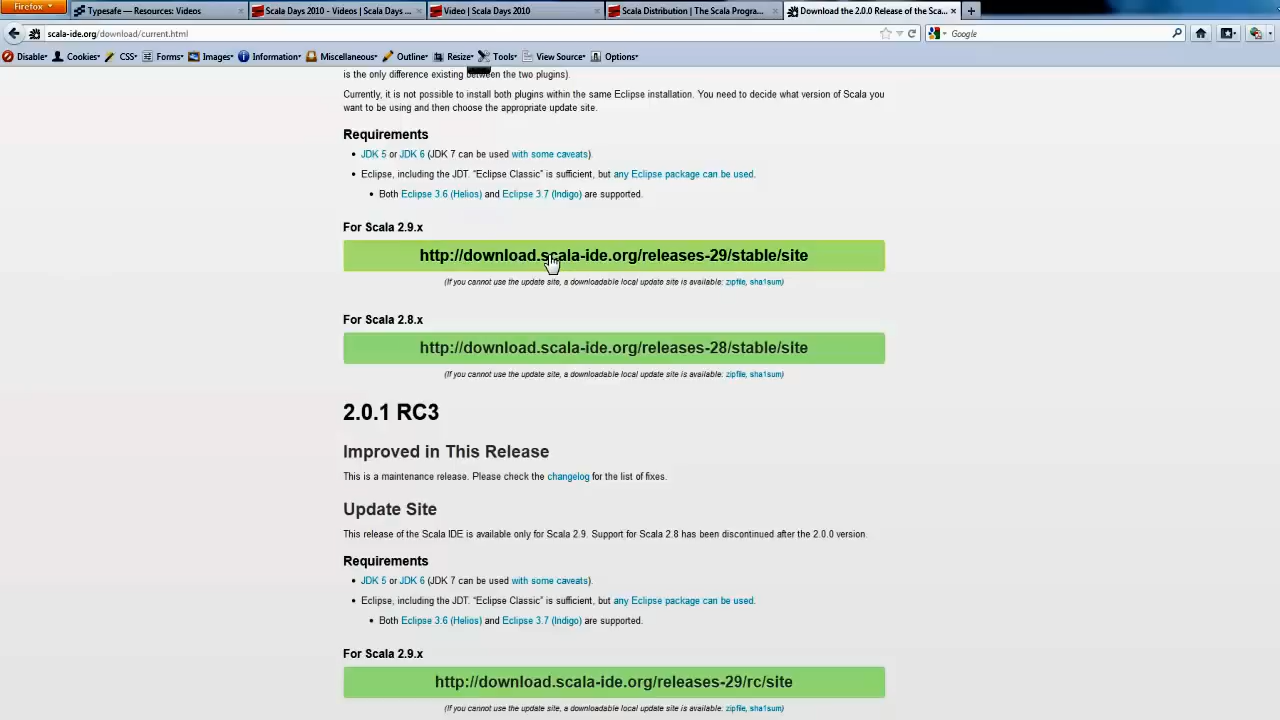 Firefox
Typesafe — Resources: Videos
Scala Days 2010 - Videos | Scala Days ...
Video | Scala Days 2010
Scala Distribution | The Scala Progra...
Download the 2.0.0 Release of the Sca...
scala-ide.org/download/current.html
Google
Disable
Cookies
CSS
Forms
Images
Information
Miscellaneous
Outline
Resize
Tools
View Source
Options
is the only difference existing between the two plugins).
Currently, it is not possible to install both plugins within the same Eclipse installation. You need to decide what version of Scala you
want to be using and then choose the appropriate update site.
Requirements
• JDK 5 or JDK 6 (JDK 7 can be used with some caveats).
• Eclipse, including the JDT. “Eclipse Classic” is sufficient, but any Eclipse package can be used.
• Both Eclipse 3.6 (Helios) and Eclipse 3.7 (Indigo) are supported.
For Scala 2.9.x
http://download.scala-ide.org/releases-29/stable/site
(If you cannot use the update site, a downloadable local update site is available: zipfile, sha1sum)
For Scala 2.8.x
http://download.scala-ide.org/releases-28/stable/site
(If you cannot use the update site, a downloadable local update site is available: zipfile, sha1sum)
2.0.1 RC3
Improved in This Release
This is a maintenance release. Please check the changelog for the list of fixes.
Update Site
This release of the Scala IDE is available only for Scala 2.9. Support for Scala 2.8 has been discontinued after the 2.0.0 version.
Requirements
• JDK 5 or JDK 6 (JDK 7 can be used with some caveats).
• Eclipse, including the JDT. “Eclipse Classic” is sufficient, but any Eclipse package can be used.
• Both Eclipse 3.6 (Helios) and Eclipse 3.7 (Indigo) are supported.
For Scala 2.9.x
http://download.scala-ide.org/releases-29/rc/site
(If you cannot use the update site, a downloadable local update site is available: zipfile, sha1sum)